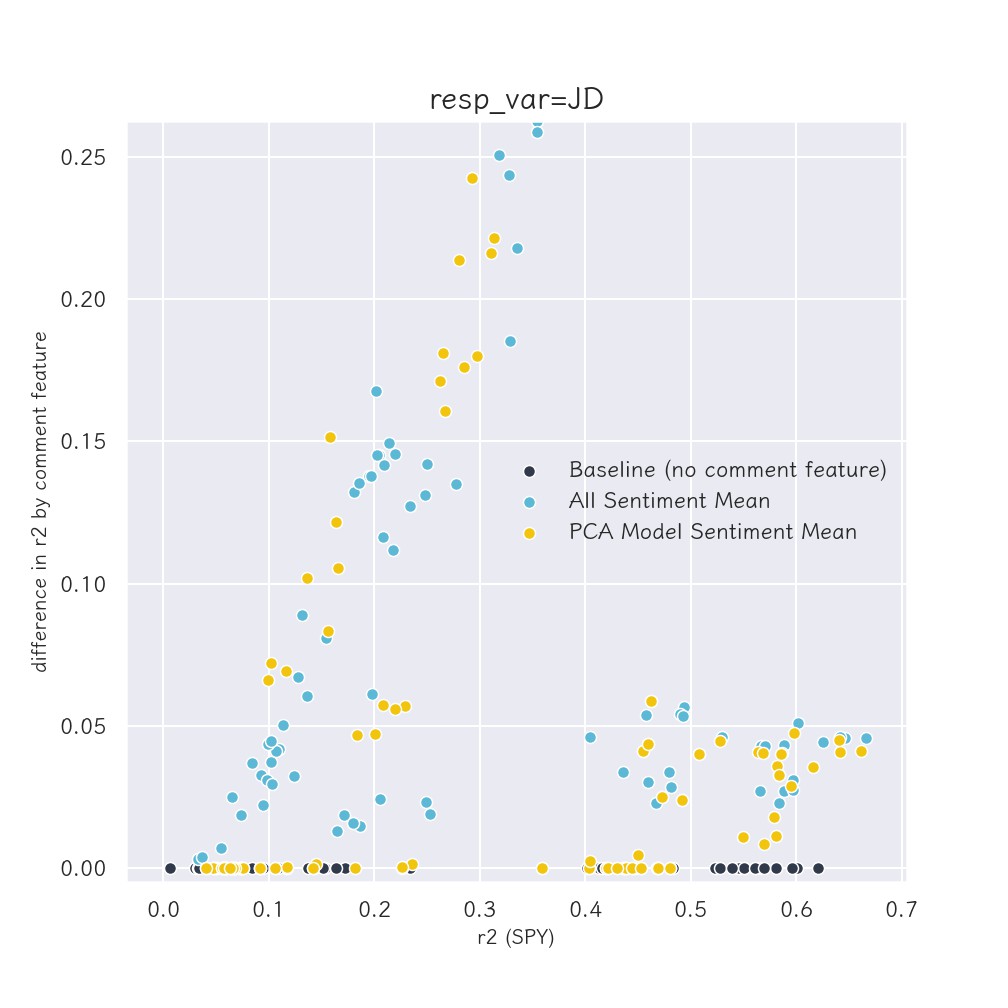 resp_var=JD
difference in r2 by comment feature
0.25
0.20
0.15
0.10
0.05
0.00
Baseline (no comment feature)
All Sentiment Mean
PCA Model Sentiment Mean
0.0 0.1 0.2 0.3 0.4 0.5 0.6 0.7
r2 (SPY)